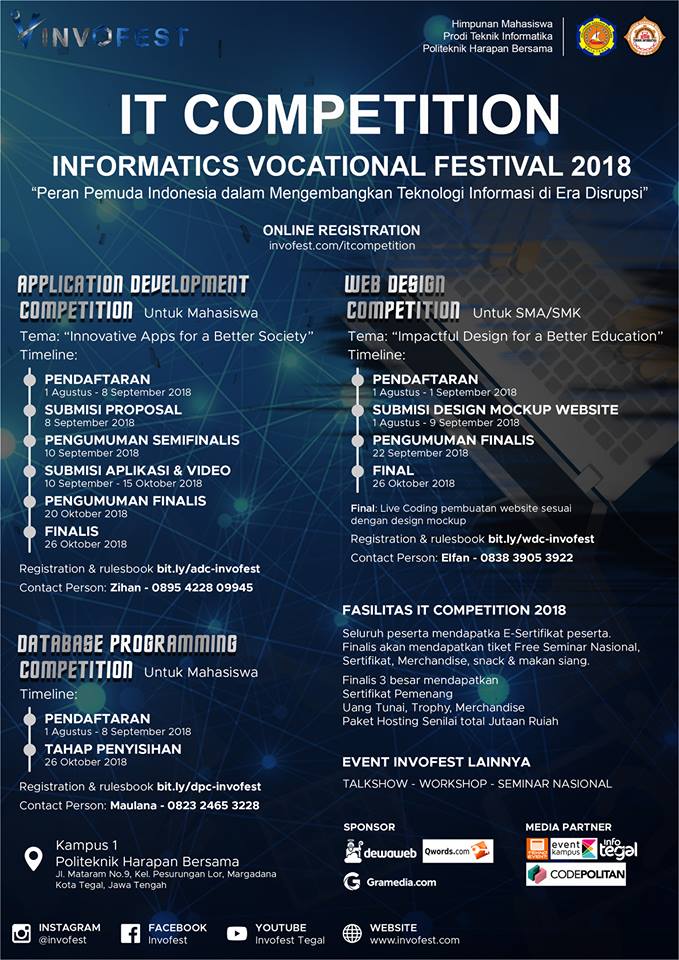 INVOFEST
Himpunan Mahasiswa
Prodi Teknik Informatika
Politeknik Harapan Bersama
IT COMPETITION
INFORMATICS VOCATIONAL FESTIVAL 2018
“Peran Pemuda Indonesia dalam Mengembangkan Teknologi Informasi di Era Disrupsi”
ONLINE REGISTRATION
invofest.com/itcompetition
APPLICATION DEVELOPMENT
COMPETITION Untuk Mahasiswa
Tema: “Innovative Apps for a Better Society”
Timeline:
PENDAFTARAN
1 Agustus - 8 September 2018
SUBMISI PROPOSAL
8 September 2018
PENGUMUMAN SEMIFINALIS
10 September 2018
SUBMISI APLIKASI & VIDEO
10 September - 15 Oktober 2018
PENGUMUMAN FINALIS
20 Oktober 2018
FINALIS
26 Oktober 2018
Registration & rulesbook bit.ly/adc-invofest
Contact Person: Zihan - 0895 4228 09945
WEB DESIGN
COMPETITION Untuk SMA/SMK
Tema: “Impactful Design for a Better Education”
Timeline:
PENDAFTARAN
1 Agustus - 1 September 2018
SUBMISI DESIGN MOCKUP WEBSITE
1 Agustus - 9 September 2018
PENGUMUMAN FINALIS
22 September 2018
FINAL
26 Oktober 2018
Final: Live Coding pembuatan website sesuai
dengan design mockup
Registration & rulesbook bit.ly/wdc-invofest
Contact Person: Elfan - 0838 3905 3922
DATABASE PROGRAMMING
COMPETITION Untuk Mahasiswa
Timeline:
PENDAFTARAN
1 Agustus - 8 September 2018
TAHAP PENYISIHAN
26 Oktober 2018
Registration & rulesbook bit.ly/dpc-invofest
Contact Person: Maulana - 0823 2465 3228
FASILITAS IT COMPETITION 2018
Seluruh peserta mendapatka E-Sertifikat peserta.
Finalis akan mendapatkan tiket Free Seminar Nasional,
Sertifikat, Merchandise, snack & makan siang.
Finalis 3 besar mendapatkan
Sertifikat Pemenang
Uang Tunai, Trophy, Merchandise
Paket Hosting Senilai total Jutaan Ruiah
EVENT INVOFEST LAINNYA
TALKSHOW - WORKSHOP - SEMINAR NASIONAL
Kampus 1
Politeknik Harapan Bersama
Jl. Mataram No.9, Kel. Pesurungan Lor, Margadana
Kota Tegal, Jawa Tengah
SPONSOR
dewaweb
Qwords.com
Gramedia.com
MEDIA PARTNER
event
kampus
info
tegal
CODEPOLITAN
INSTAGRAM
@invofest
FACEBOOK
Invofest
YOUTUBE
Invofest Tegal
WEBSITE
www.invofest.com